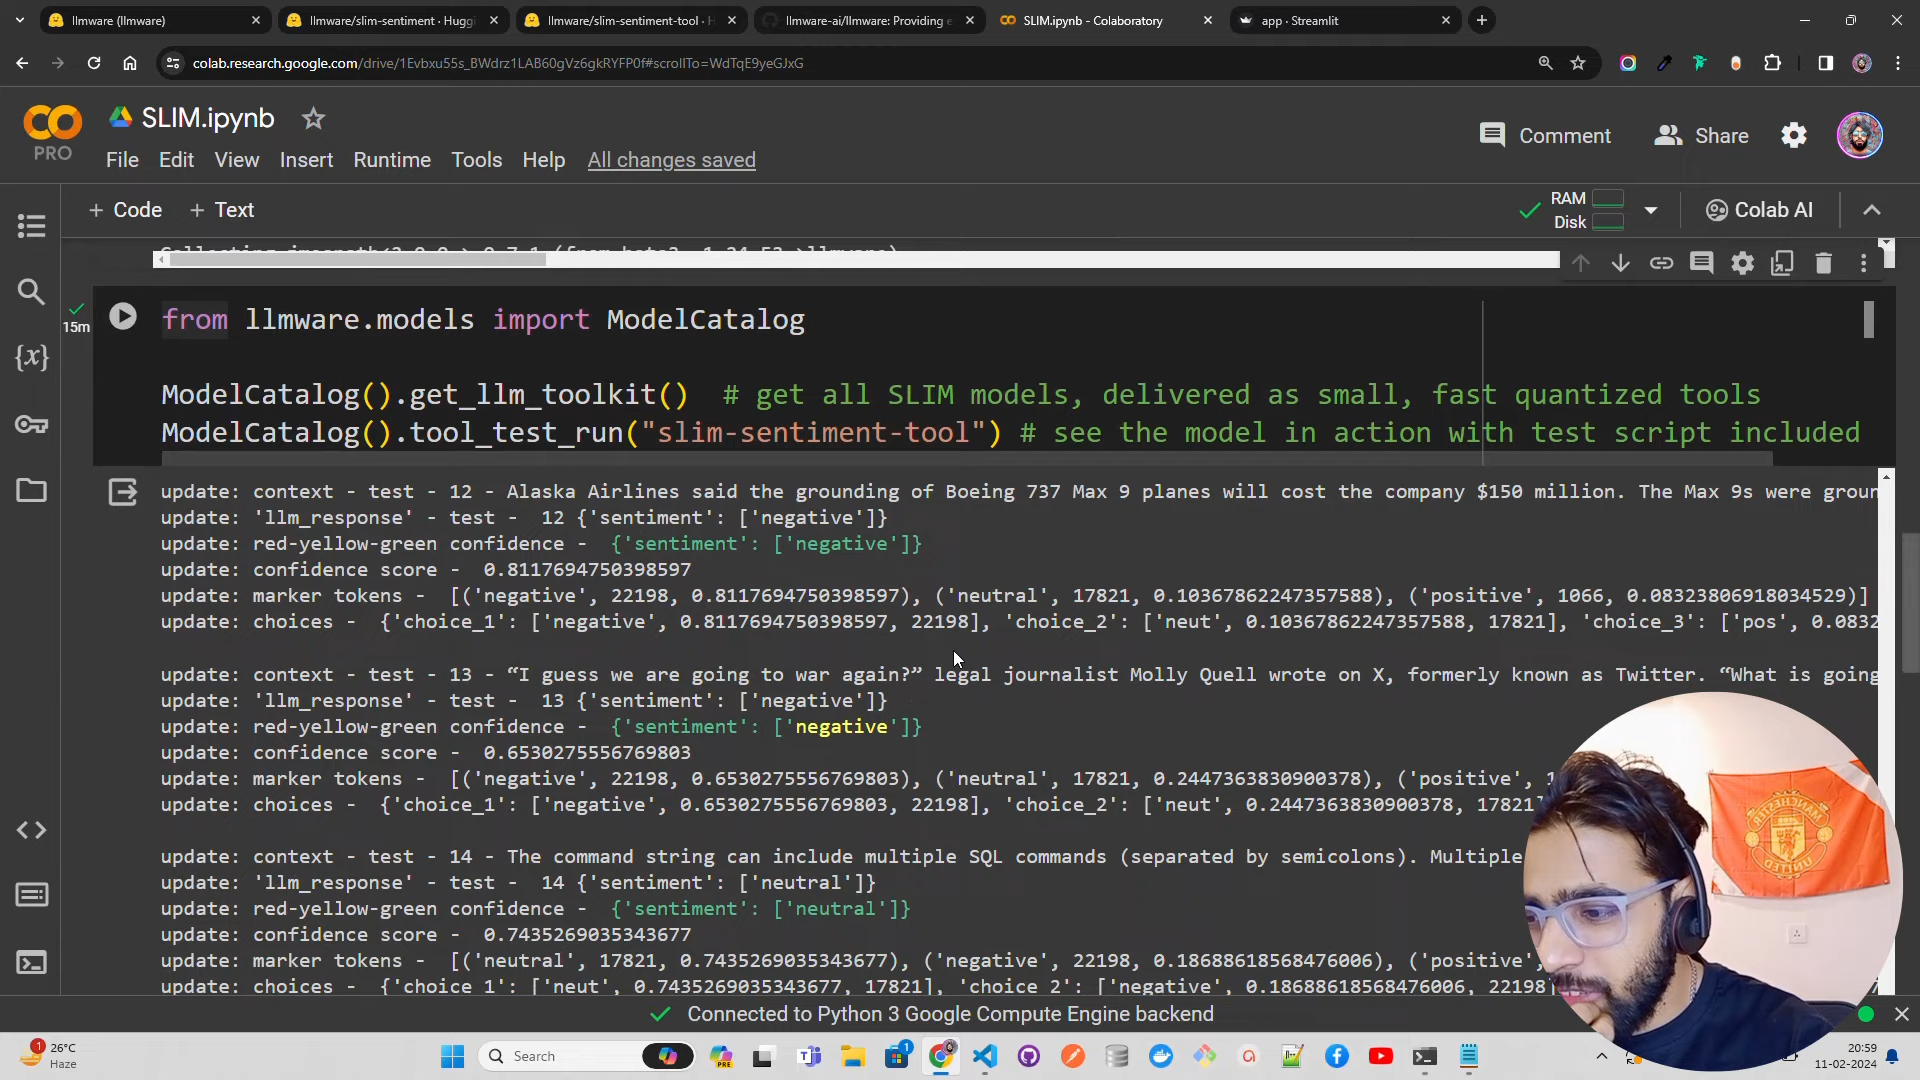 llmware (llmware)
llmware/slim-sentiment · Huggi
llmware/slim-sentiment-tool · H
llmware-ai/llmware: Providing e
SLIM.ipynb - Colaboratory
app · Streamlit
colab.research.google.com/drive/1Evbxu55s_BWdrz1LAB60gVz6gkRYFP0f#scrollTo=WdTqE9yeGJxG
PRO
SLIM.ipynb
File Edit View Insert Runtime Tools Help All changes saved
Comment
Share
+ Code + Text
RAM
Disk
Colab AI
15m
from llmware.models import ModelCatalog
ModelCatalog().get_llm_toolkit() # get all SLIM models, delivered as small, fast quantized tools
ModelCatalog().tool_test_run("slim-sentiment-tool") # see the model in action with test script included
update: context - test - 12 - Alaska Airlines said the grounding of Boeing 737 Max 9 planes will cost the company $150 million. The Max 9s were groun
update: 'llm_response' - test - 12 {'sentiment': ['negative']}
update: red-yellow-green confidence - {'sentiment': ['negative']}
update: confidence score - 0.8117694750398597
update: marker tokens - [('negative', 22198, 0.8117694750398597), ('neutral', 17821, 0.10367862247357588), ('positive', 1066, 0.08323806918034529)]
update: choices - {'choice_1': ['negative', 0.8117694750398597, 22198], 'choice_2': ['neut', 0.10367862247357588, 17821], 'choice_3': ['pos', 0.0832
update: context - test - 13 - “I guess we are going to war again?” legal journalist Molly Quell wrote on X, formerly known as Twitter. “What is going
update: 'llm_response' - test - 13 {'sentiment': ['negative']}
update: red-yellow-green confidence - {'sentiment': ['negative']}
update: confidence score - 0.6530275556769803
update: marker tokens - [('negative', 22198, 0.6530275556769803), ('neutral', 17821, 0.2447363830900378), ('positive', 1
update: choices - {'choice_1': ['negative', 0.6530275556769803, 22198], 'choice_2': ['neut', 0.2447363830900378, 17821]
update: context - test - 14 - The command string can include multiple SQL commands (separated by semicolons). Multiple
update: 'llm_response' - test - 14 {'sentiment': ['neutral']}
update: red-yellow-green confidence - {'sentiment': ['neutral']}
update: confidence score - 0.7435269035343677
update: marker tokens - [('neutral', 17821, 0.7435269035343677), ('negative', 22198, 0.18688618568476006), ('positive',
update: choices - {'choice_1': ['neut', 0.7435269035343677, 17821], 'choice_2': ['negative', 0.18688618568476006, 22198]
Connected to Python 3 Google Compute Engine backend
1
26°C
Haze
Search
PRE
1
20:59
11-02-2024